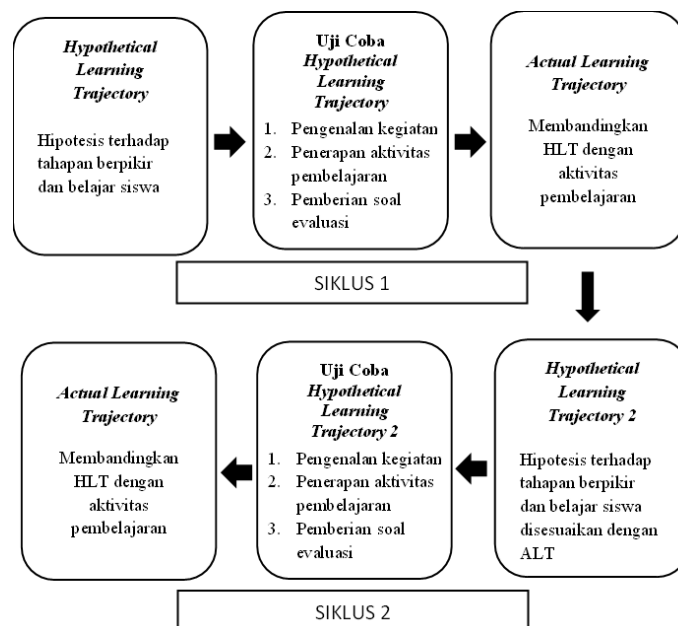 Hypothetical
Learning
Trajectory
Hipotesis terhadap
tahapan berpikir
dan belajar siswa
Uji Coba
Hypothetical
Learning
Trajectory
1. Pengenalan kegiatan
2. Penerapan aktivitas
pembelajaran
3. Pemberian soal
evaluasi
Actual Learning
Trajectory
Membandingkan
HLT dengan
aktivitas
pembelajaran
SIKLUS 1
Hypothetical
Learning
Trajectory 2
Hipotesis terhadap
tahapan berpikir
dan belajar siswa
disesuaikan dengan
ALT
Uji Coba
Hypothetical
Learning
Trajectory 2
1. Pengenalan kegiatan
2. Penerapan aktivitas
pembelajaran
3. Pemberian soal
evaluasi
Actual Learning
Trajectory
Membandingkan
HLT dengan
aktivitas
pembelajaran
SIKLUS 2